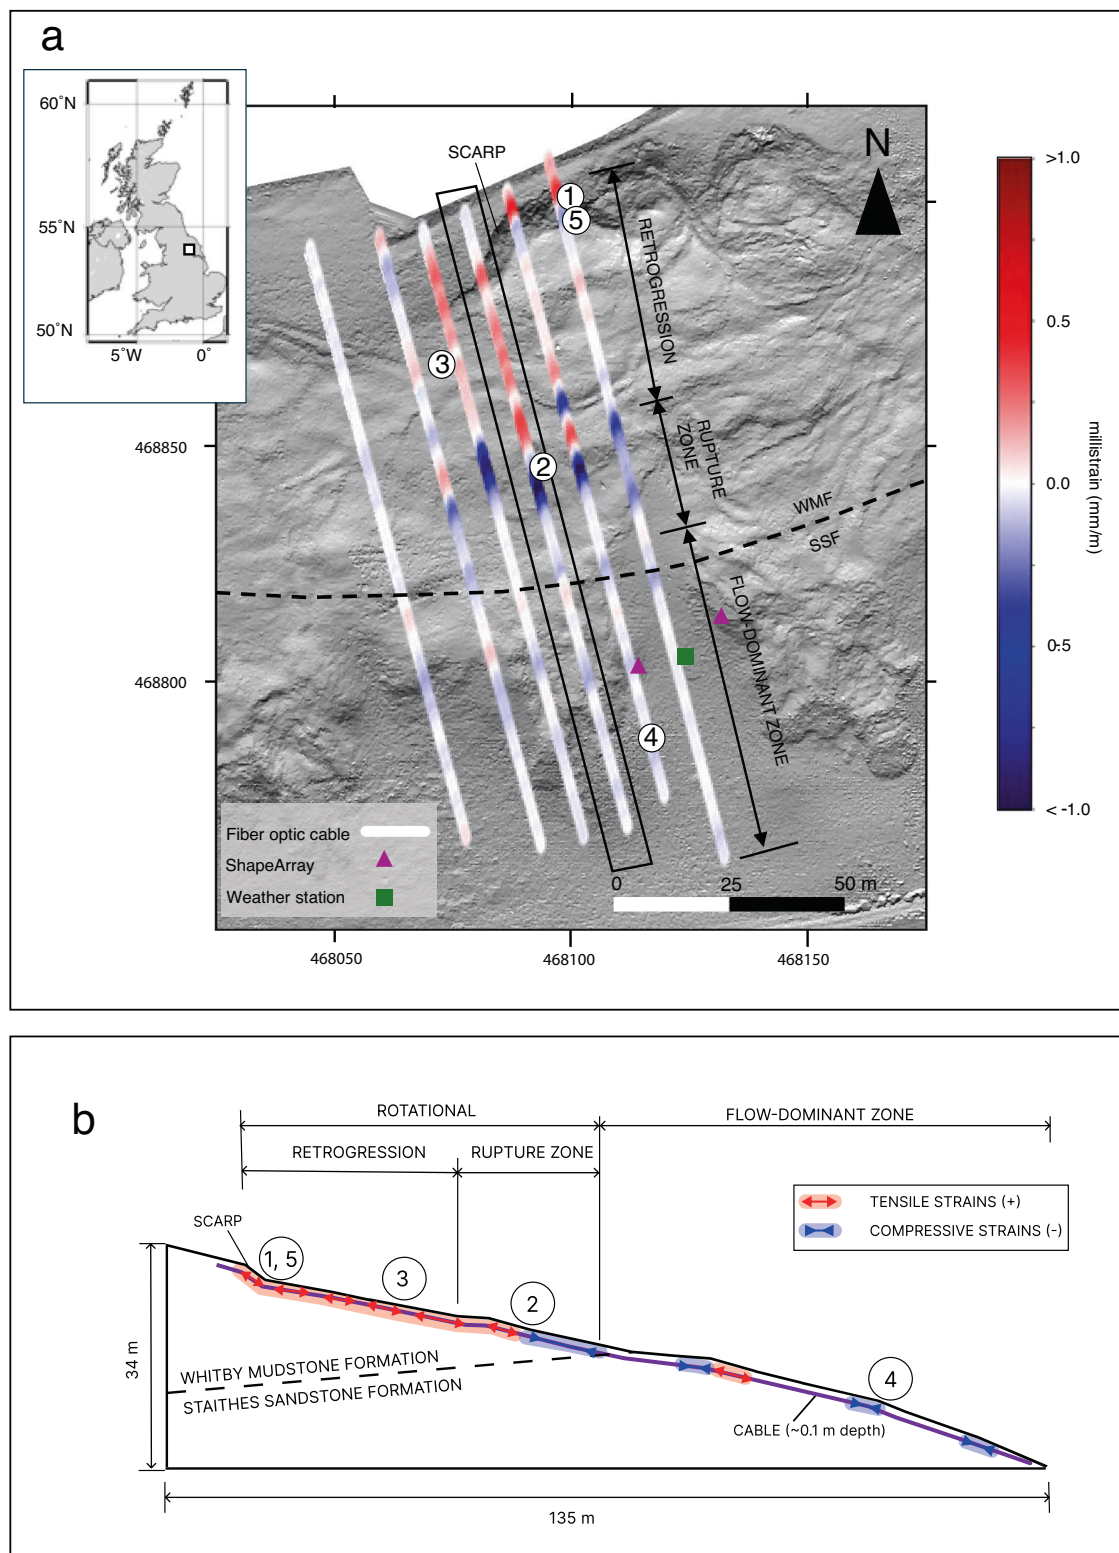 a
60˚N
55˚N
50˚N
5˚W
0˚
SCARP
N
1
5
RETROGRESSION
3
RUPTURE
ZONE
2
WMF
SSF
FLOW-DOMINANT ZONE
4
468850
468800
Fiber optic cable
ShapeArray
Weather station
0
25
50 m
468050
468100
468150
>1.0
0.5
0.0
0.5
< -1.0
millistrain (mm/m)
b
ROTATIONAL
FLOW-DOMINANT ZONE
RETROGRESSION
RUPTURE ZONE
TENSILE STRAINS (+)
COMPRESSIVE STRAINS (-)
SCARP
1, 5
3
2
4
34 m
WHITBY MUDSTONE FORMATION
STAITHES SANDSTONE FORMATION
CABLE (~0.1 m depth)
135 m